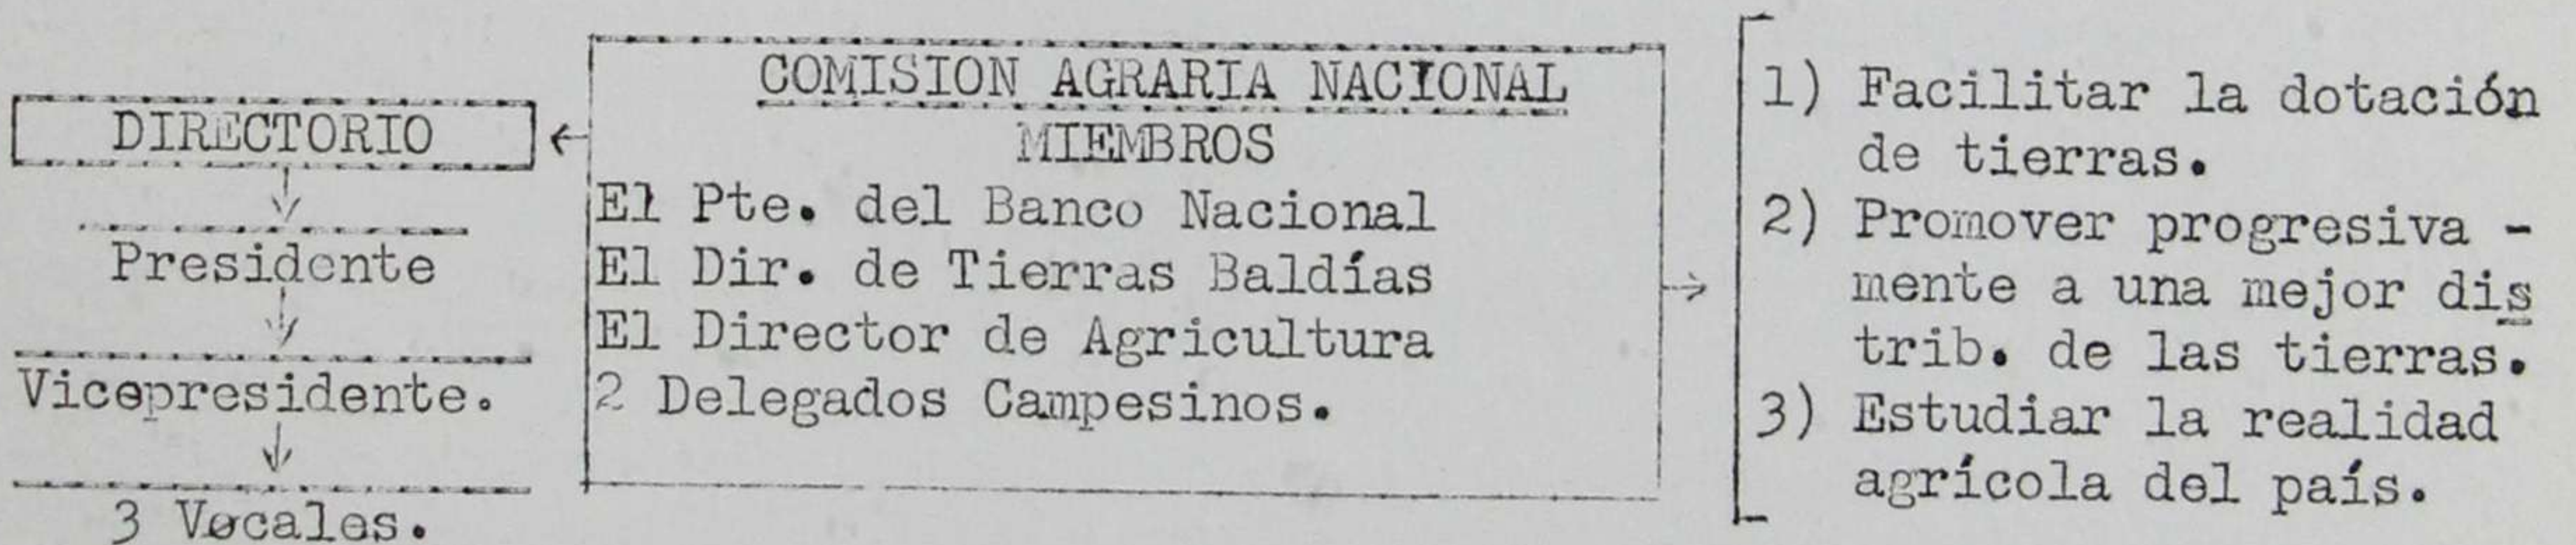 DIRECTORIO
Presidente
Vicepresidente.
3 Vocales.
COMISION AGRARIA NACIONAL
MIEMBROS
El Pte. del Banco Nacional
El Dir. de Tierras Baldías
El Director de Agricultura
2 Delegados Campesinos.
1) Facilitar la dotación
de tierras.
2) Promover progresiva -
mente a una mejor dis
trib. de las tierras.
3) Estudiar la realidad
agrícola del país.